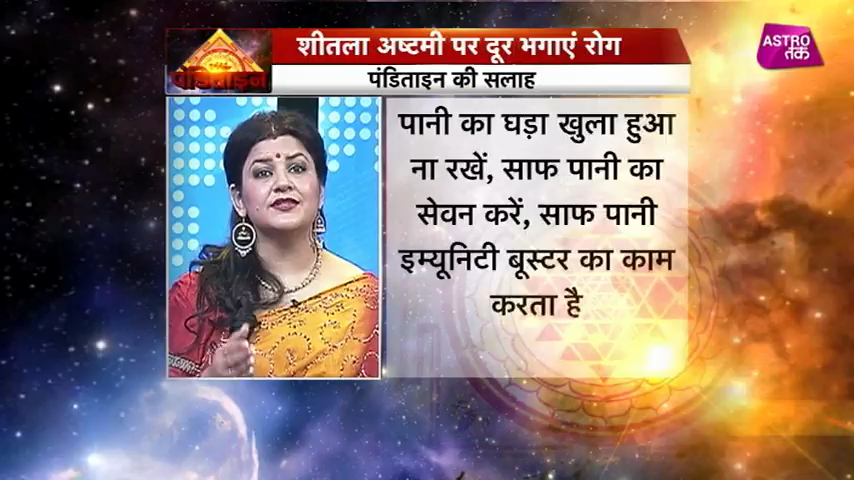 शीतला अष्टमी पर दूर भगाएं रोग
ASTRO
तक
पंडिताइन
पंडिताइन की सलाह
पानी का घड़ा खुला हुआ
ना रखें, साफ पानी का
सेवन करें, साफ पानी
इम्यूनिटी बूस्टर का काम
करता है